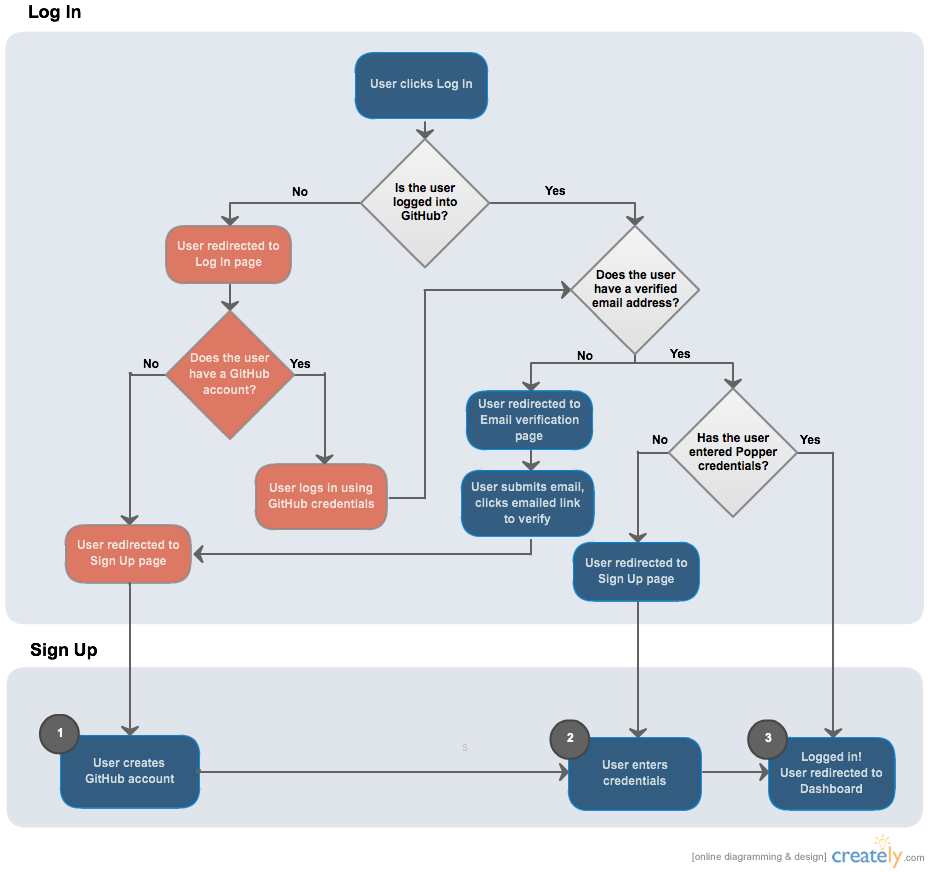 Log In
User clicks Log In
Is the user
logged into
GitHub?
No
Yes
User redirected to
Log In page
Does the user
have a verified
email address?
Does the user
have a GitHub
account?
No
Yes
No
Yes
User redirected to
Email verification
page
Has the user
entered Popper
credentials?
No
Yes
User logs in using
GitHub credentials
User submits email,
clicks emailed link
to verify
User redirected to
Sign Up page
User redirected to
Sign Up page
Sign Up
1
User creates
GitHub account
s
2
User enters
credentials
3
Logged in!
User redirected to
Dashboard
[online diagramming & design] creately.com